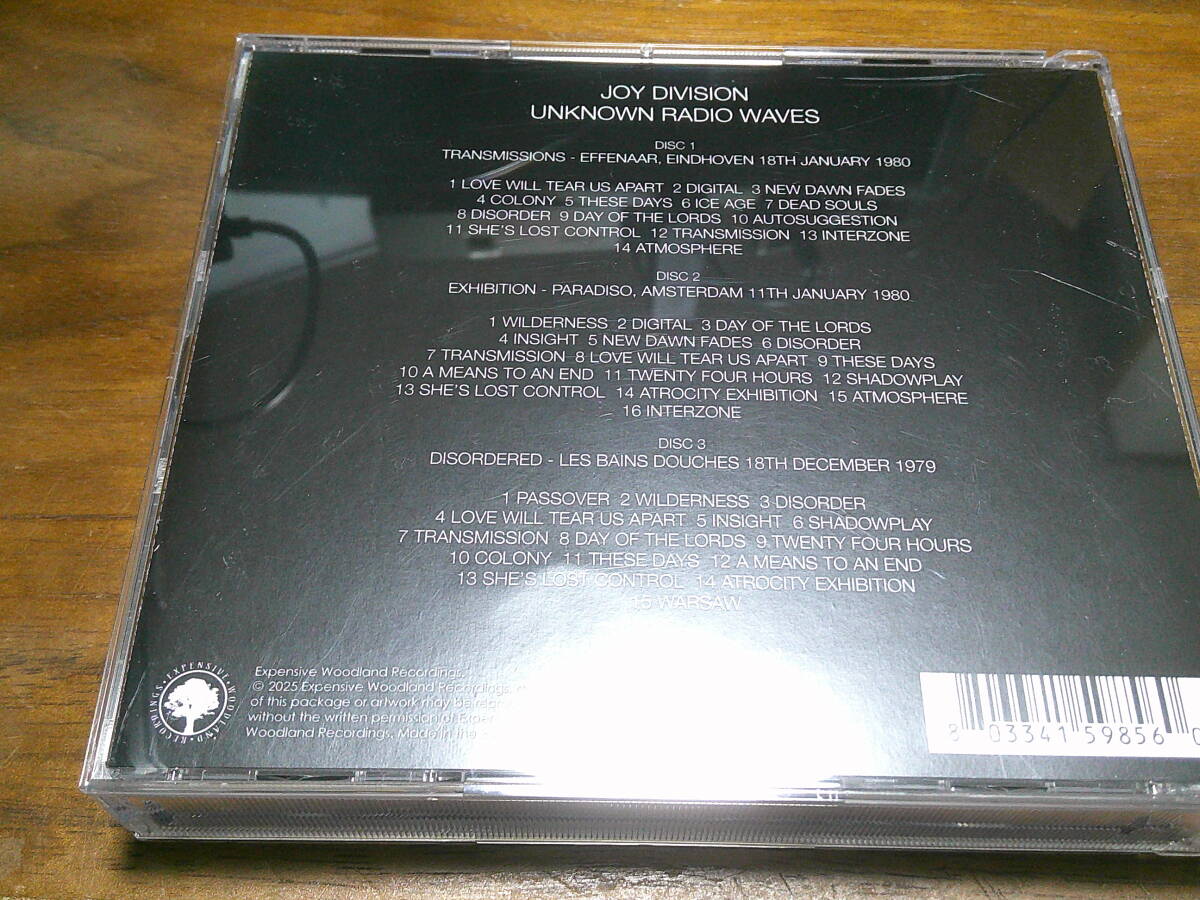 JOY DIVISION
UNKNOWN RADIO WAVES
DISC 1
TRANSMISSIONS - EFFENAAR, EINDHOVEN 18TH JANUARY 1980
1 LOVE WILL TEAR US APART 2 DIGITAL 3 NEW DAWN FADES
4 COLONY 5 THESE DAYS 6 ICE AGE 7 DEAD SOULS
8 DISORDER 9 DAY OF THE LORDS 10 AUTOSUGGESTION
11 SHE'S LOST CONTROL 12 TRANSMISSION 13 INTERZONE
14 ATMOSPHERE
DISC 2
EXHIBITION - PARADISO, AMSTERDAM 11TH JANUARY 1980
1 WILDERNESS 2 DIGITAL 3 DAY OF THE LORDS
4 INSIGHT 5 NEW DAWN FADES 6 DISORDER
7 TRANSMISSION 8 LOVE WILL TEAR US APART 9 THESE DAYS
10 A MEANS TO AN END 11 TWENTY FOUR HOURS 12 SHADOWPLAY
13 SHE'S LOST CONTROL 14 ATROCITY EXHIBITION 15 ATMOSPHERE
16 INTERZONE
DISC 3
DISORDERED - LES BAINS DOUCHES 18TH DECEMBER 1979
1 PASSOVER 2 WILDERNESS 3 DISORDER
4 LOVE WILL TEAR US APART 5 INSIGHT 6 SHADOWPLAY
7 TRANSMISSION 8 DAY OF THE LORDS 9 TWENTY FOUR HOURS
10 COLONY 11 THESE DAYS 12 A MEANS TO AN END
13 SHE'S LOST CONTROL 14 ATROCITY EXHIBITION
15 WARSAW
EXPENSIVE • WOODLAND • RECORDINGS •
Expensive Woodland Recordings.
© 2025 Expensive Woodland Recordings.
of this package or artwork may be
without the written permission of
Woodland Recordings. Made in the
8 03341 59856 0